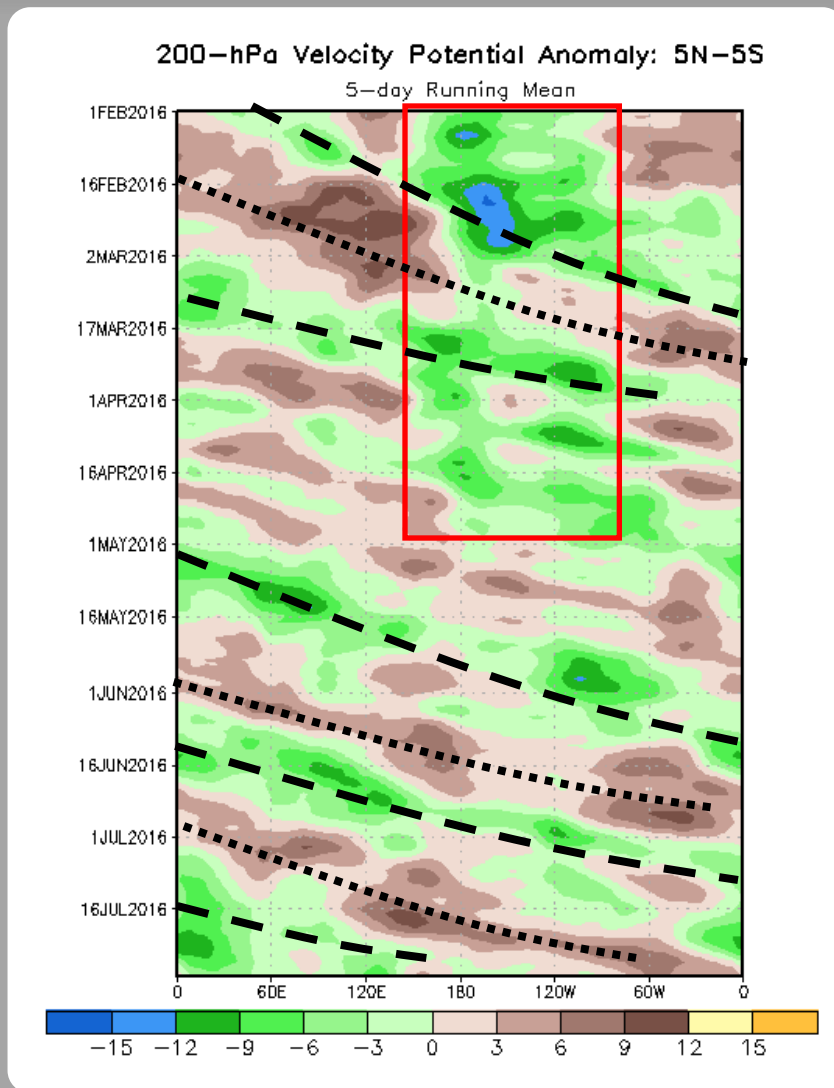 200-hPa Velocity Potential Anomaly: 5N-5S
5-day Running Mean
1FEB2016
16FEB2016
2MAR2016
17MAR2016
1APR2016
16APR2016
1MAY2016
16MAY2016
1JUN2016
16JUN2016
1JUL2016
16JUL2016
0 60E 120E 180 120W 60W 0
-15 -12 -9 -6 -3 0 3 6 9 12 15